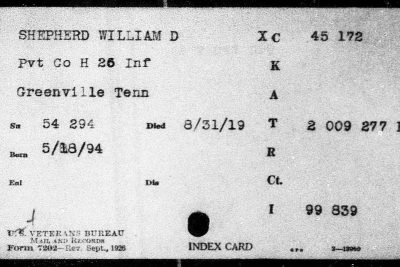 SHEPHERD WILLIAM D XC 45 172
Pvt Co H 26 Inf K
Greenville Tenn A
Sn 54 294 Died 8/31/19 T 2 009 277
Born 5/18/94 R
Enl Dis Ct.
I 99 839
U.S. VETERANS BUREAU
MAIL AND RECORDS
Form 7202—Rev. Sept., 1926 INDEX CARD GPO